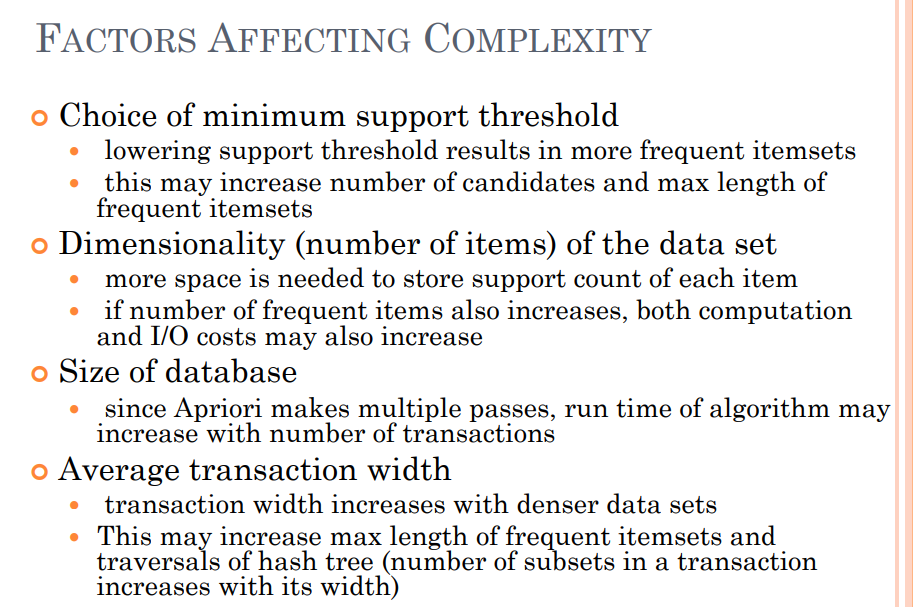 FACTORS AFFECTING COMPLEXITY
Choice of minimum support threshold
lowering support threshold results in more frequent itemsets
this may increase number of candidates and max length of
frequent itemsets
Dimensionality (number of items) of the data set
more space is needed to store support count of each item
if number of frequent items also increases, both computation
and I/O costs may also increase
Size of database
since Apriori makes multiple passes, run time of algorithm may
increase with number of transactions
Average transaction width
transaction width increases with denser data sets
This may increase max length of frequent itemsets and
traversals of hash tree (number of subsets in a transaction
increases with its width)